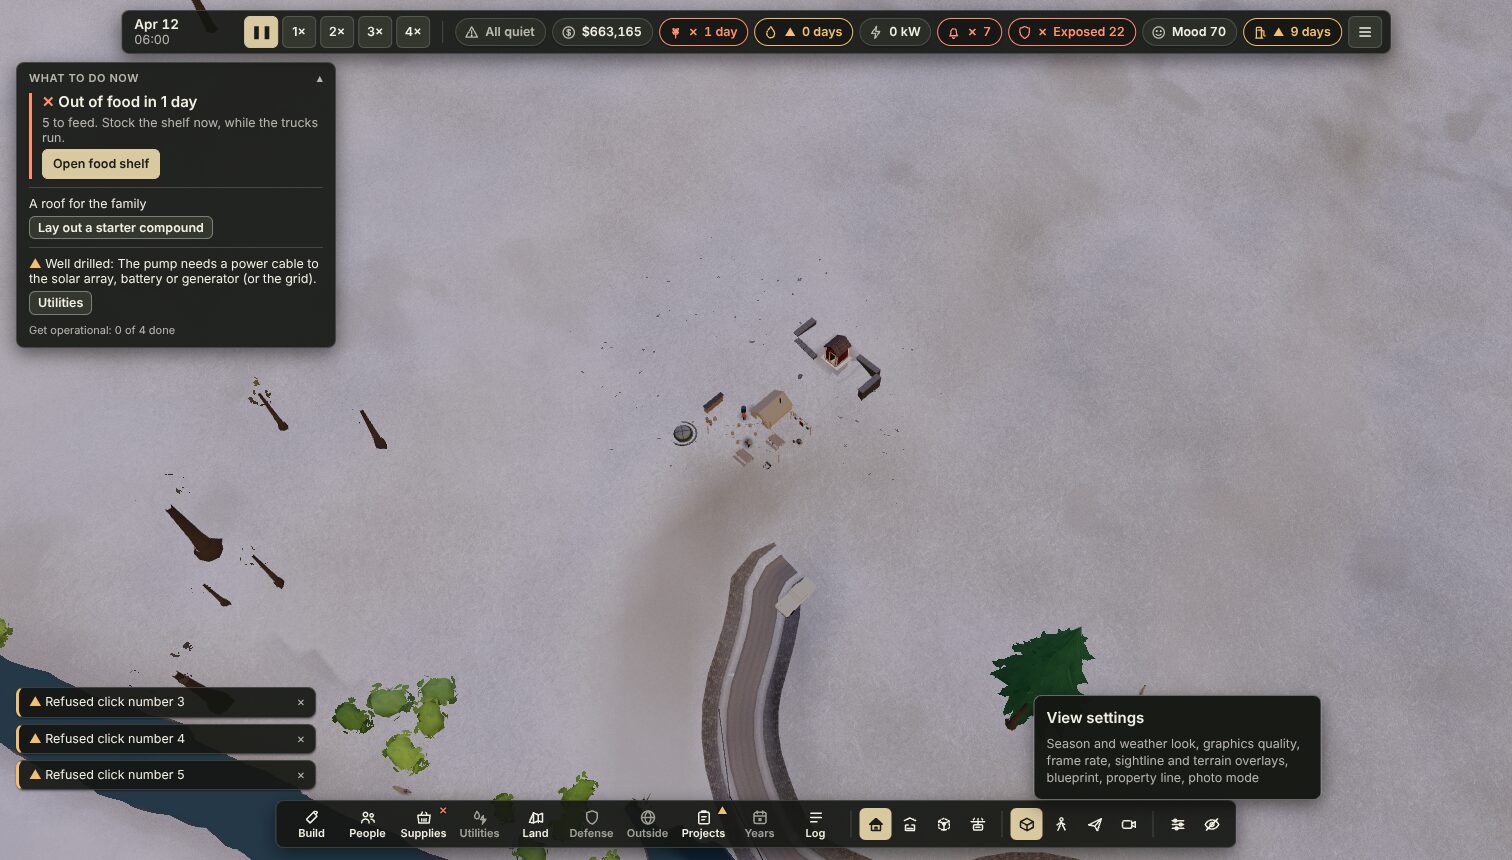 Apr 12
06:00
1×
2×
3×
4×
All quiet
$663,165
× 1 day
0 days
0 kW
× 7
× Exposed 22
Mood 70
9 days
WHAT TO DO NOW
× Out of food in 1 day
5 to feed. Stock the shelf now, while the trucks
run.
Open food shelf
A roof for the family
Lay out a starter compound
Well drilled: The pump needs a power cable to
the solar array, battery or generator (or the grid).
Utilities
Get operational: 0 of 4 done
Refused click number 3 ×
Refused click number 4 ×
Refused click number 5 ×
View settings
Season and weather look, graphics quality,
frame rate, sightline and terrain overlays,
blueprint, property line, photo mode
Build
People
Supplies
Utilities
Land
Defense
Outside
Projects
Years
Log